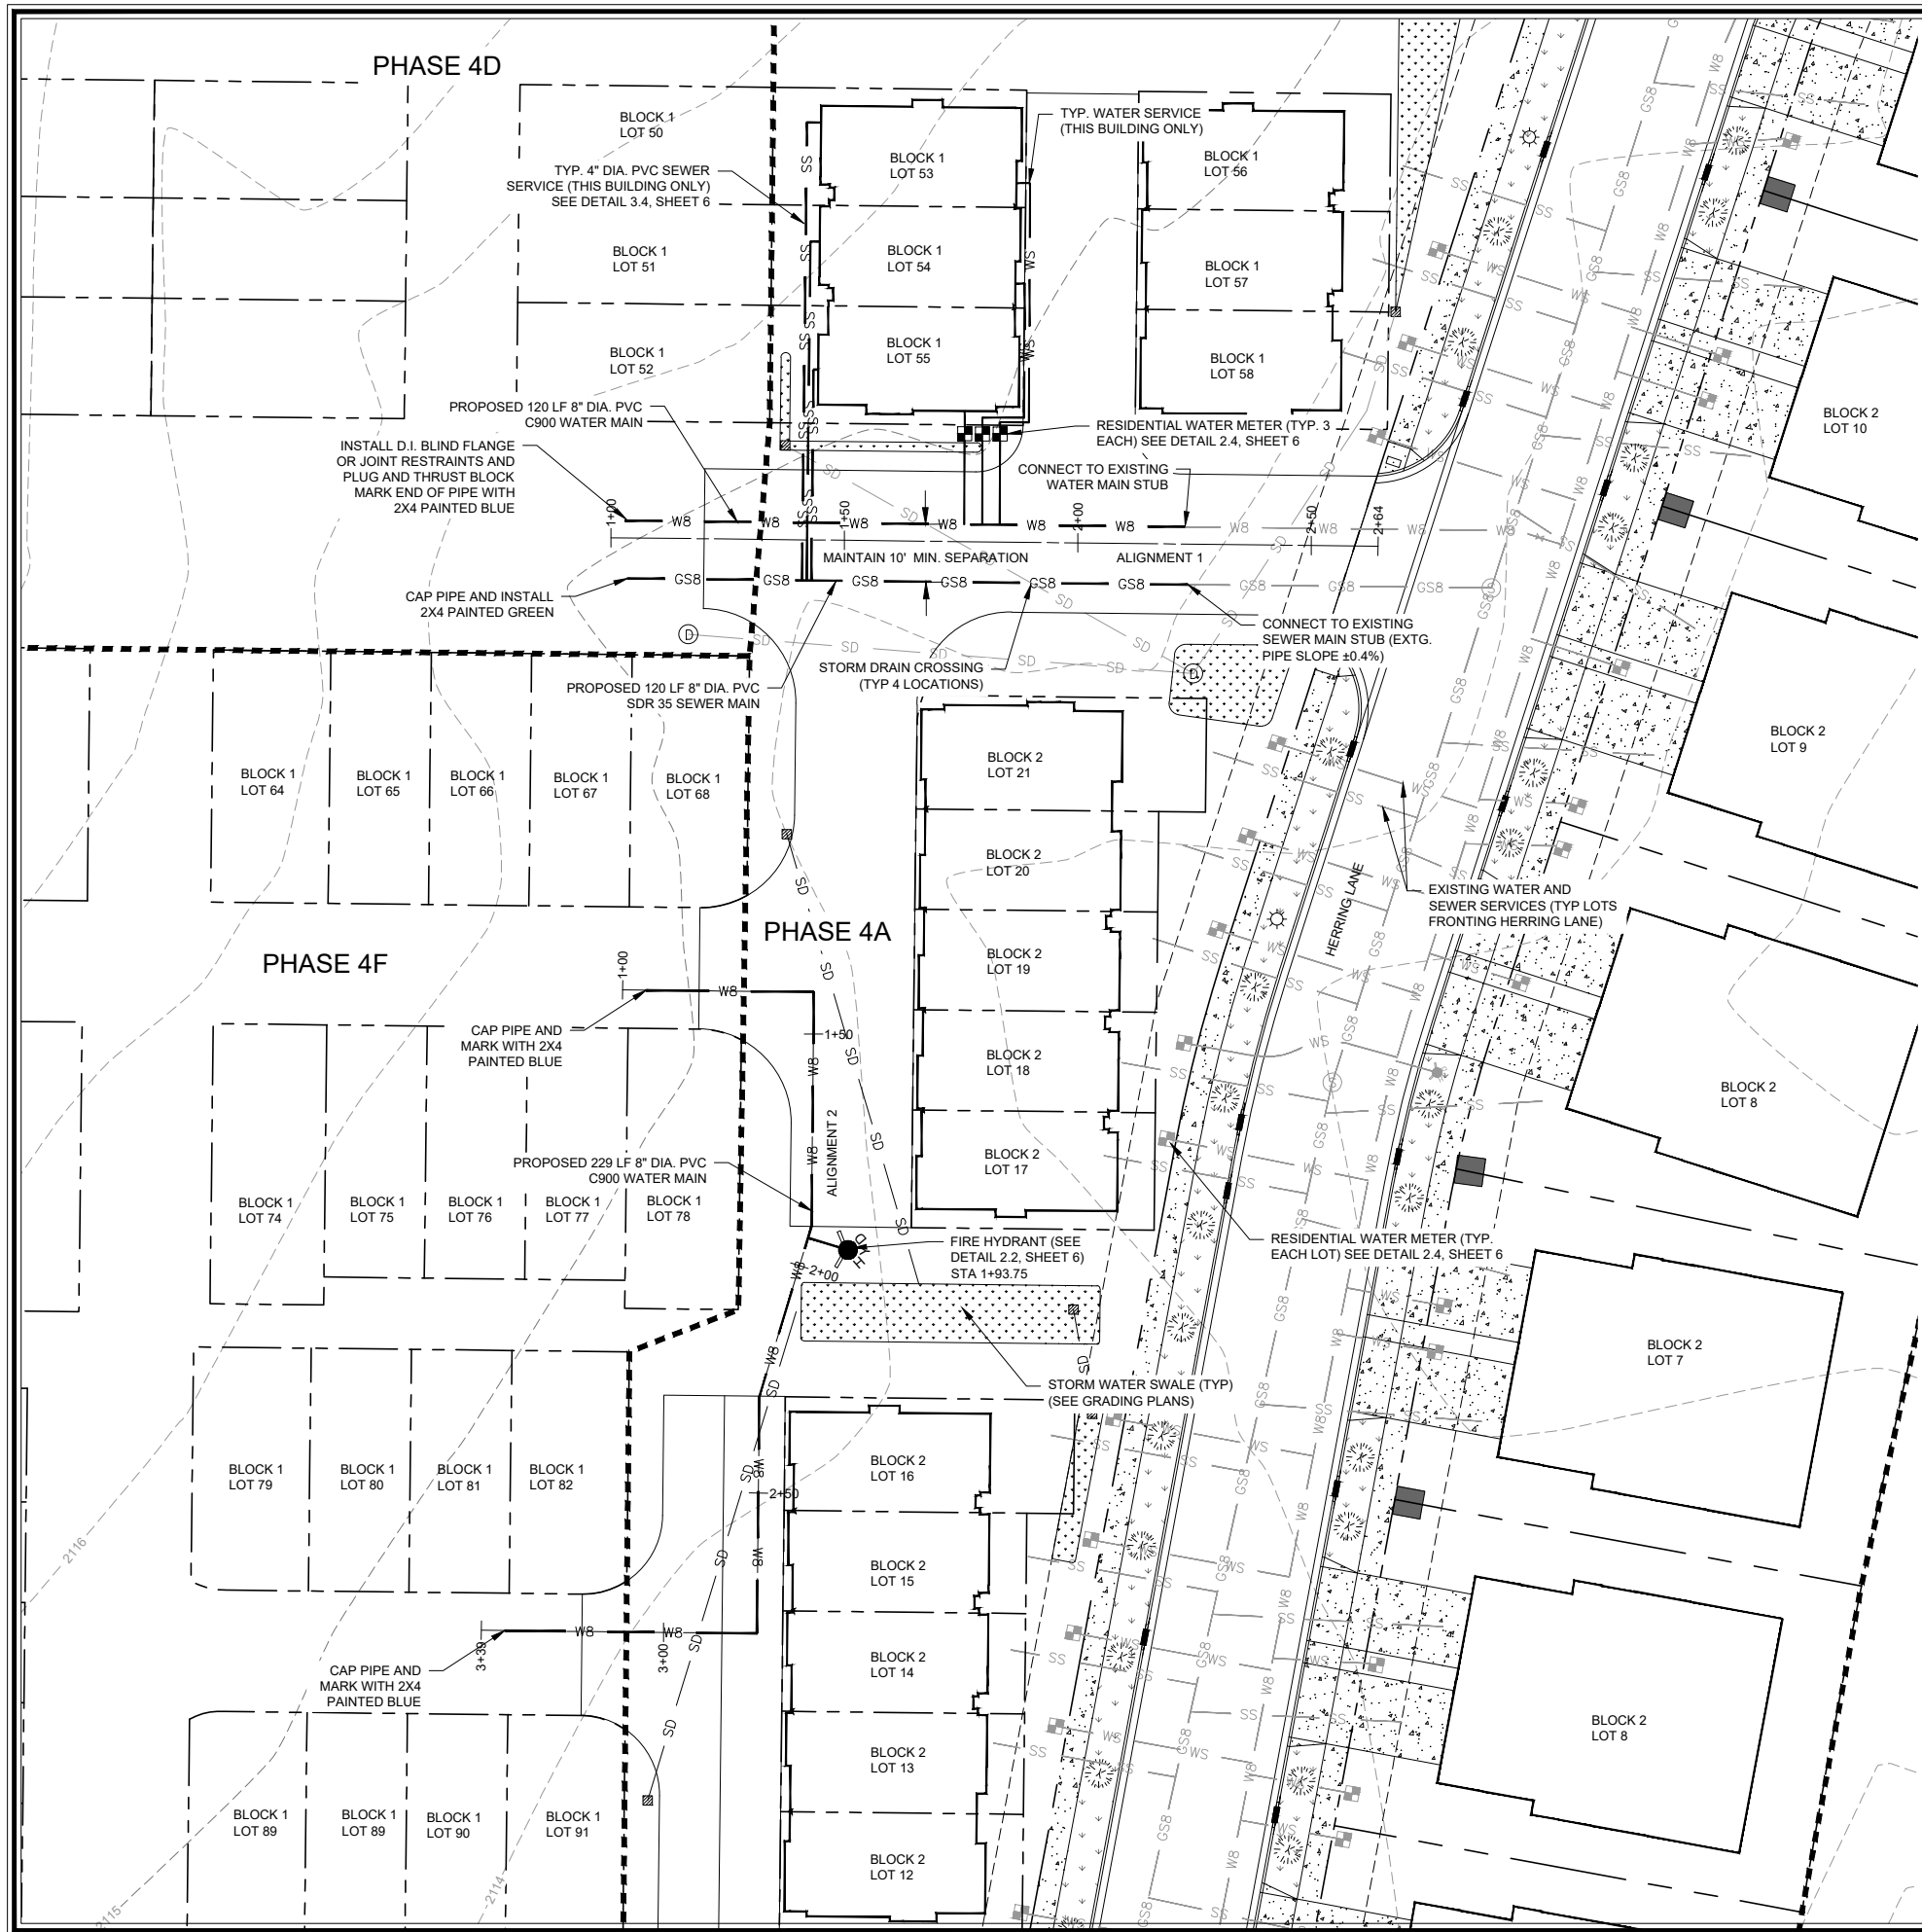 PHASE 4D
BLOCK 1
LOT 50
TYP. 4" DIA. PVC SEWER
SERVICE (THIS BUILDING ONLY)
SEE DETAIL 3.4, SHEET 6
BLOCK 1
LOT 51
BLOCK 1
LOT 52
BLOCK 1
LOT 53
BLOCK 1
LOT 54
BLOCK 1
LOT 55
TYP. WATER SERVICE
(THIS BUILDING ONLY)
BLOCK 1
LOT 56
BLOCK 1
LOT 57
BLOCK 1
LOT 58
PROPOSED 120 LF 8" DIA. PVC
C900 WATER MAIN
INSTALL D.I. BLIND FLANGE
OR JOINT RESTRAINTS AND
PLUG AND THRUST BLOCK
MARK END OF PIPE WITH
2X4 PAINTED BLUE
RESIDENTIAL WATER METER (TYP. 3
EACH) SEE DETAIL 2.4, SHEET 6
CONNECT TO EXISTING
WATER MAIN STUB
1+00
1+50
2+00
2+50
2+64
W8 W8 W8 W8 W8 W8 W8 W8 W8
MAINTAIN 10' MIN. SEPARATION
ALIGNMENT 1
GS8 GS8 GS8 GS8 GS8 GS8 GS8 GS8 GS8
CAP PIPE AND INSTALL
2X4 PAINTED GREEN
D
SD SD SD SD SD
D
CONNECT TO EXISTING
SEWER MAIN STUB (EXTG.
PIPE SLOPE ±0.4%)
STORM DRAIN CROSSING
(TYP 4 LOCATIONS)
PROPOSED 120 LF 8" DIA. PVC
SDR 35 SEWER MAIN
BLOCK 1
LOT 64
BLOCK 1
LOT 65
BLOCK 1
LOT 66
BLOCK 1
LOT 67
BLOCK 1
LOT 68
BLOCK 2
LOT 21
BLOCK 2
LOT 20
BLOCK 2
LOT 19
BLOCK 2
LOT 18
BLOCK 2
LOT 17
PHASE 4A
PHASE 4F
HERRING LANE
EXISTING WATER AND
SEWER SERVICES (TYP LOTS
FRONTING HERRING LANE)
BLOCK 2
LOT 10
BLOCK 2
LOT 9
BLOCK 2
LOT 8
1+00
W8
1+50
W8
W8
ALIGNMENT 2
CAP PIPE AND
MARK WITH 2X4
PAINTED BLUE
PROPOSED 229 LF 8" DIA. PVC
C900 WATER MAIN
BLOCK 1
LOT 74
BLOCK 1
LOT 75
BLOCK 1
LOT 76
BLOCK 1
LOT 77
BLOCK 1
LOT 78
HYD
FIRE HYDRANT (SEE
DETAIL 2.2, SHEET 6)
STA 1+93.75
2+00
RESIDENTIAL WATER METER (TYP.
EACH LOT) SEE DETAIL 2.4, SHEET 6
STORM WATER SWALE (TYP)
(SEE GRADING PLANS)
BLOCK 2
LOT 7
BLOCK 1
LOT 79
BLOCK 1
LOT 80
BLOCK 1
LOT 81
BLOCK 1
LOT 82
2+50
BLOCK 2
LOT 16
BLOCK 2
LOT 15
BLOCK 2
LOT 14
BLOCK 2
LOT 13
BLOCK 2
LOT 12
2116
3+39
W8
3+00
W8
CAP PIPE AND
MARK WITH 2X4
PAINTED BLUE
BLOCK 2
LOT 8
BLOCK 1
LOT 89
BLOCK 1
LOT 89
BLOCK 1
LOT 90
BLOCK 1
LOT 91
2115
2114